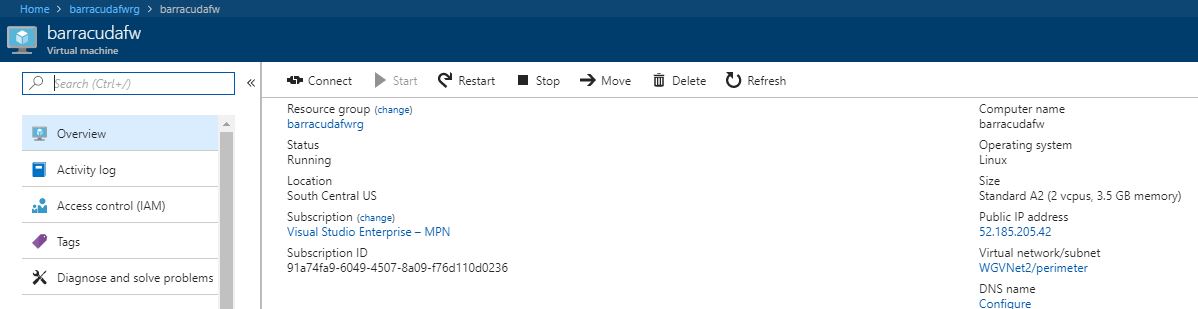 Home > barracudafwrg > barracudafw
barracudafw
Virtual machine
Search (Ctrl+/)
«
Connect Start Restart Stop Move Delete Refresh
Overview
Activity log
Access control (IAM)
Tags
Diagnose and solve problems
Resource group (change)
barracudafwrg
Status
Running
Location
South Central US
Subscription (change)
Visual Studio Enterprise – MPN
Subscription ID
91a74fa9-6049-4507-8a09-f76d110d0236
Computer name
barracudafw
Operating system
Linux
Size
Standard A2 (2 vcpus, 3.5 GB memory)
Public IP address
52.185.205.42
Virtual network/subnet
WGVNet2/perimeter
DNS name
Configure